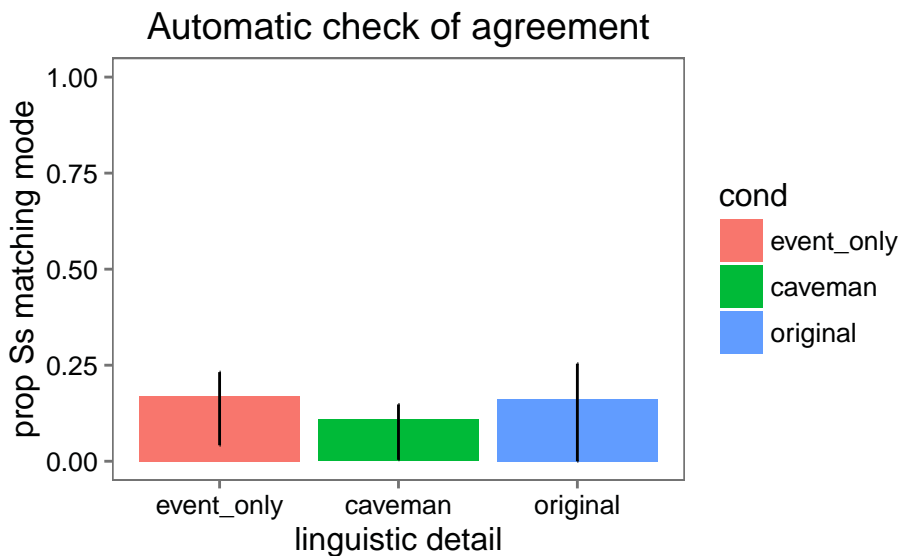 Automatic check of agreement
prop Ss matching mode
1.00
0.75
0.50
0.25
0.00
event_only
caveman
original
linguistic detail
cond
event_only
caveman
original